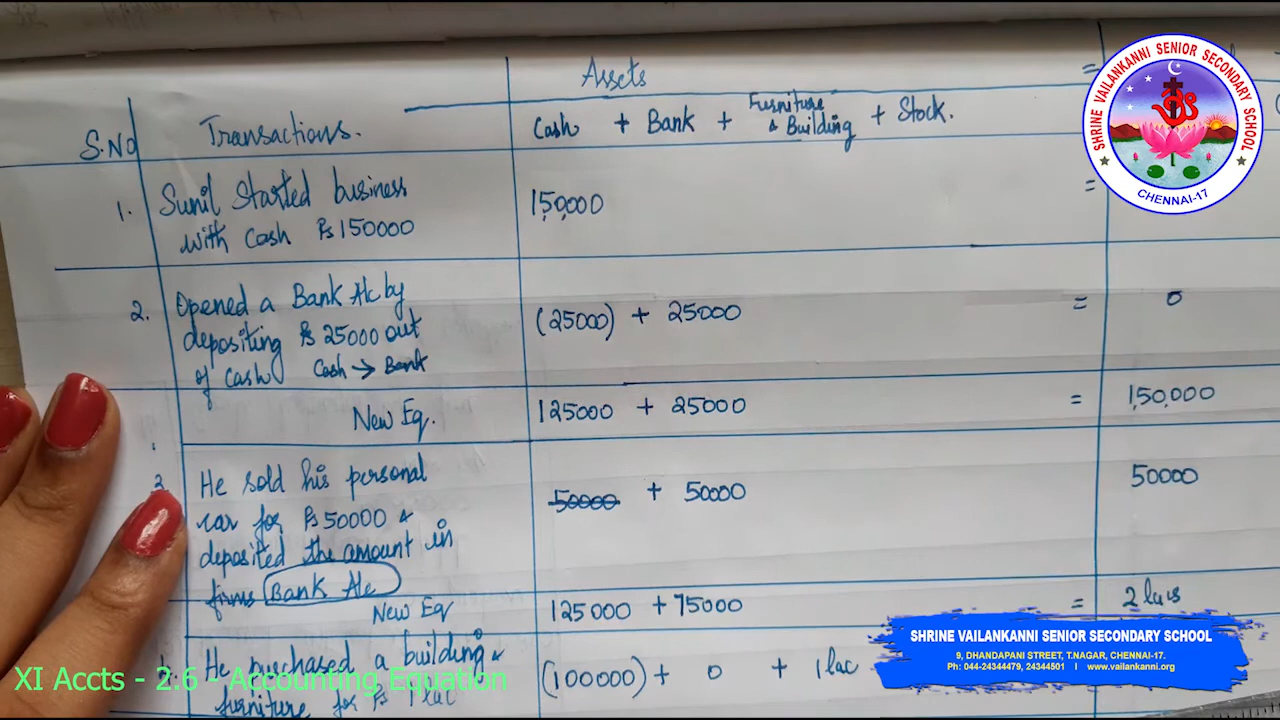 Assets =
S.No Transactions. Cash + Bank + Furniture & Building + Stock.
1. Sunil Started business 150,000 =
with Cash ₨ 150000
2. Opened a Bank A/c by (25000) + 25000 = 0
depositing ₨ 25000 out
of Cash Cash → Bank
New Eq. 125000 + 25000 = 1,50,000
3 He sold his personal 50000 + 50000 50000
car for ₨ 50000 &
deposited the amount in
firms Bank A/c
New Eq 125000 + 75000 = 2 lacs
He purchased a building & (100000) + 0 + 1 lac
furniture for ₨ 1 lac
SHRINE VAILANKANNI SENIOR SECONDARY SCHOOL
CHENNAI-17
SHRINE VAILANKANNI SENIOR SECONDARY SCHOOL
9, DHANDAPANI STREET, T.NAGAR, CHENNAI-17.
Ph: 044-24344479, 24344501 I www.vailankanni.org
XI Accts - 2.6 - Accounting Equation